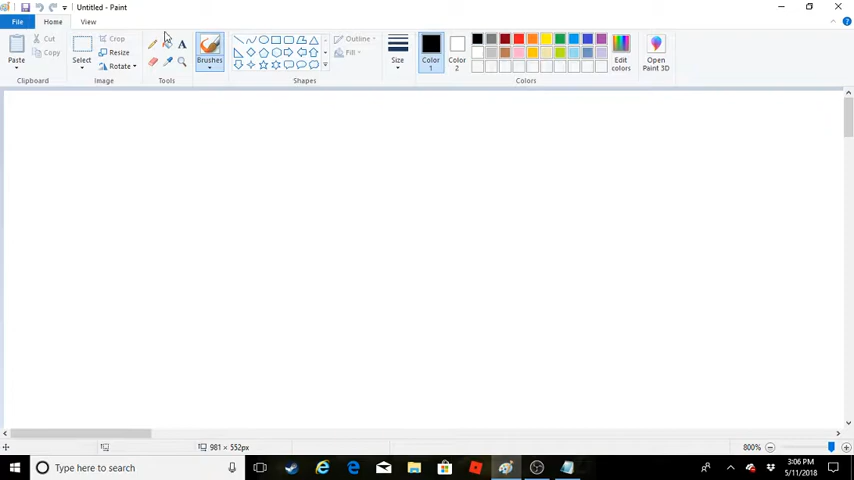 Untitled - Paint
File Home View
Paste Cut Copy Clipboard
Select Crop Resize Rotate Image
A Tools
Brushes
Shapes
Outline Fill
Size
Color 1 Color 2
Edit colors
Colors
Open Paint 3D
981 × 552px
800%
Type here to search
3:06 PM
5/11/2018